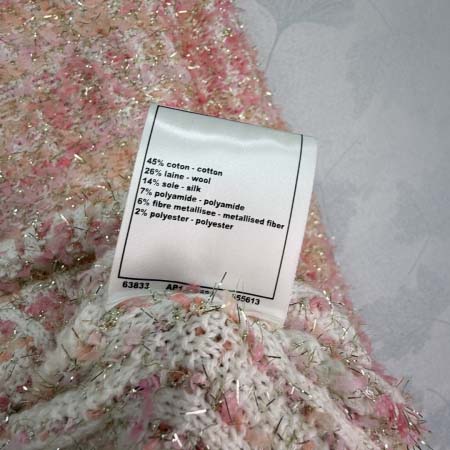 45% coton - cotton
26% laine - wool
14% soie - silk
7% polyamide - polyamide
6% fibre metallisee - metallised fiber
2% polyester - polyester
63833